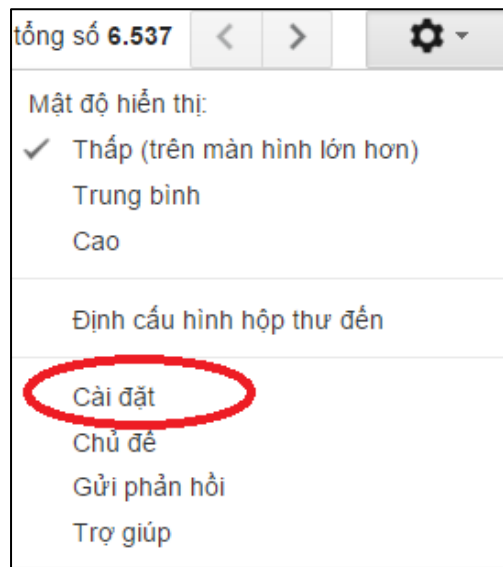 tổng số 6.537
Mật độ hiển thị:
Thấp (trên màn hình lớn hơn)
Trung bình
Cao
Định cấu hình hộp thư đến
Cài đặt
Chủ đề
Gửi phản hồi
Trợ giúp